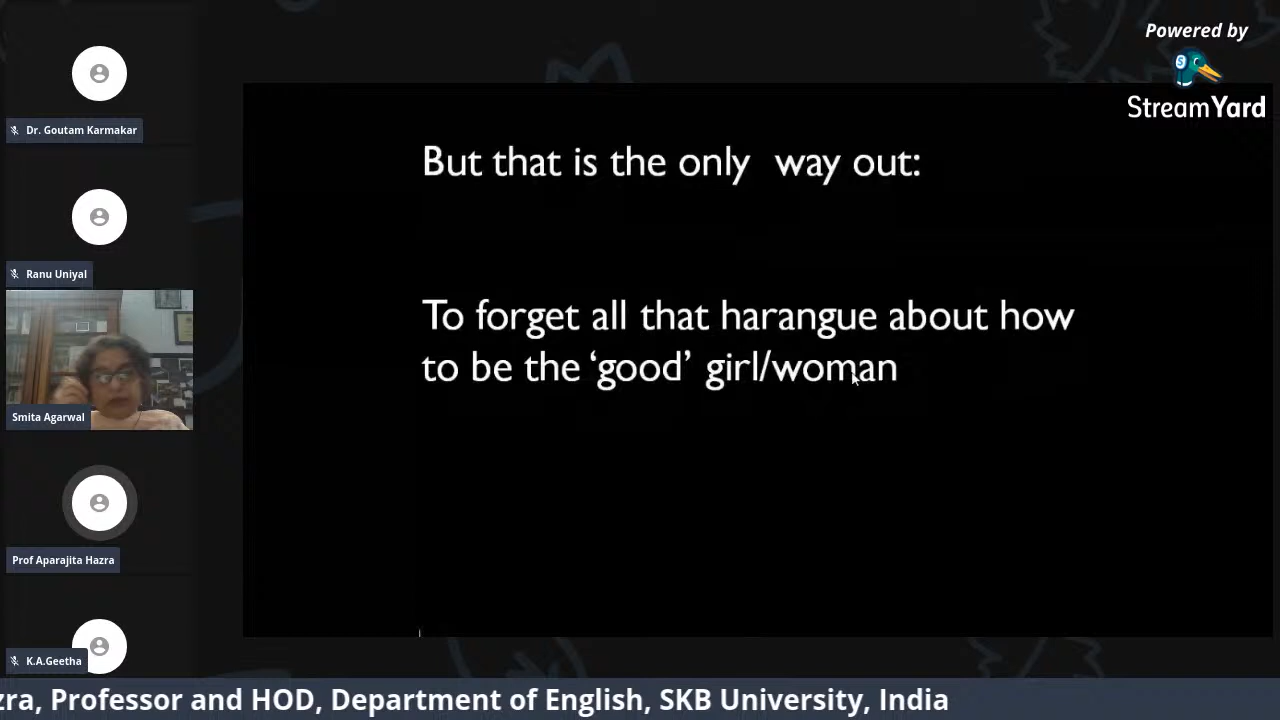 Powered by
StreamYard
Dr. Goutam Karmakar
Ranu Uniyal
Smita Agarwal
Prof Aparajita Hazra
K.A.Geetha
But that is the only way out:
To forget all that harangue about how
to be the ‘good’ girl/woman
zra, Professor and HOD, Department of English, SKB University, India